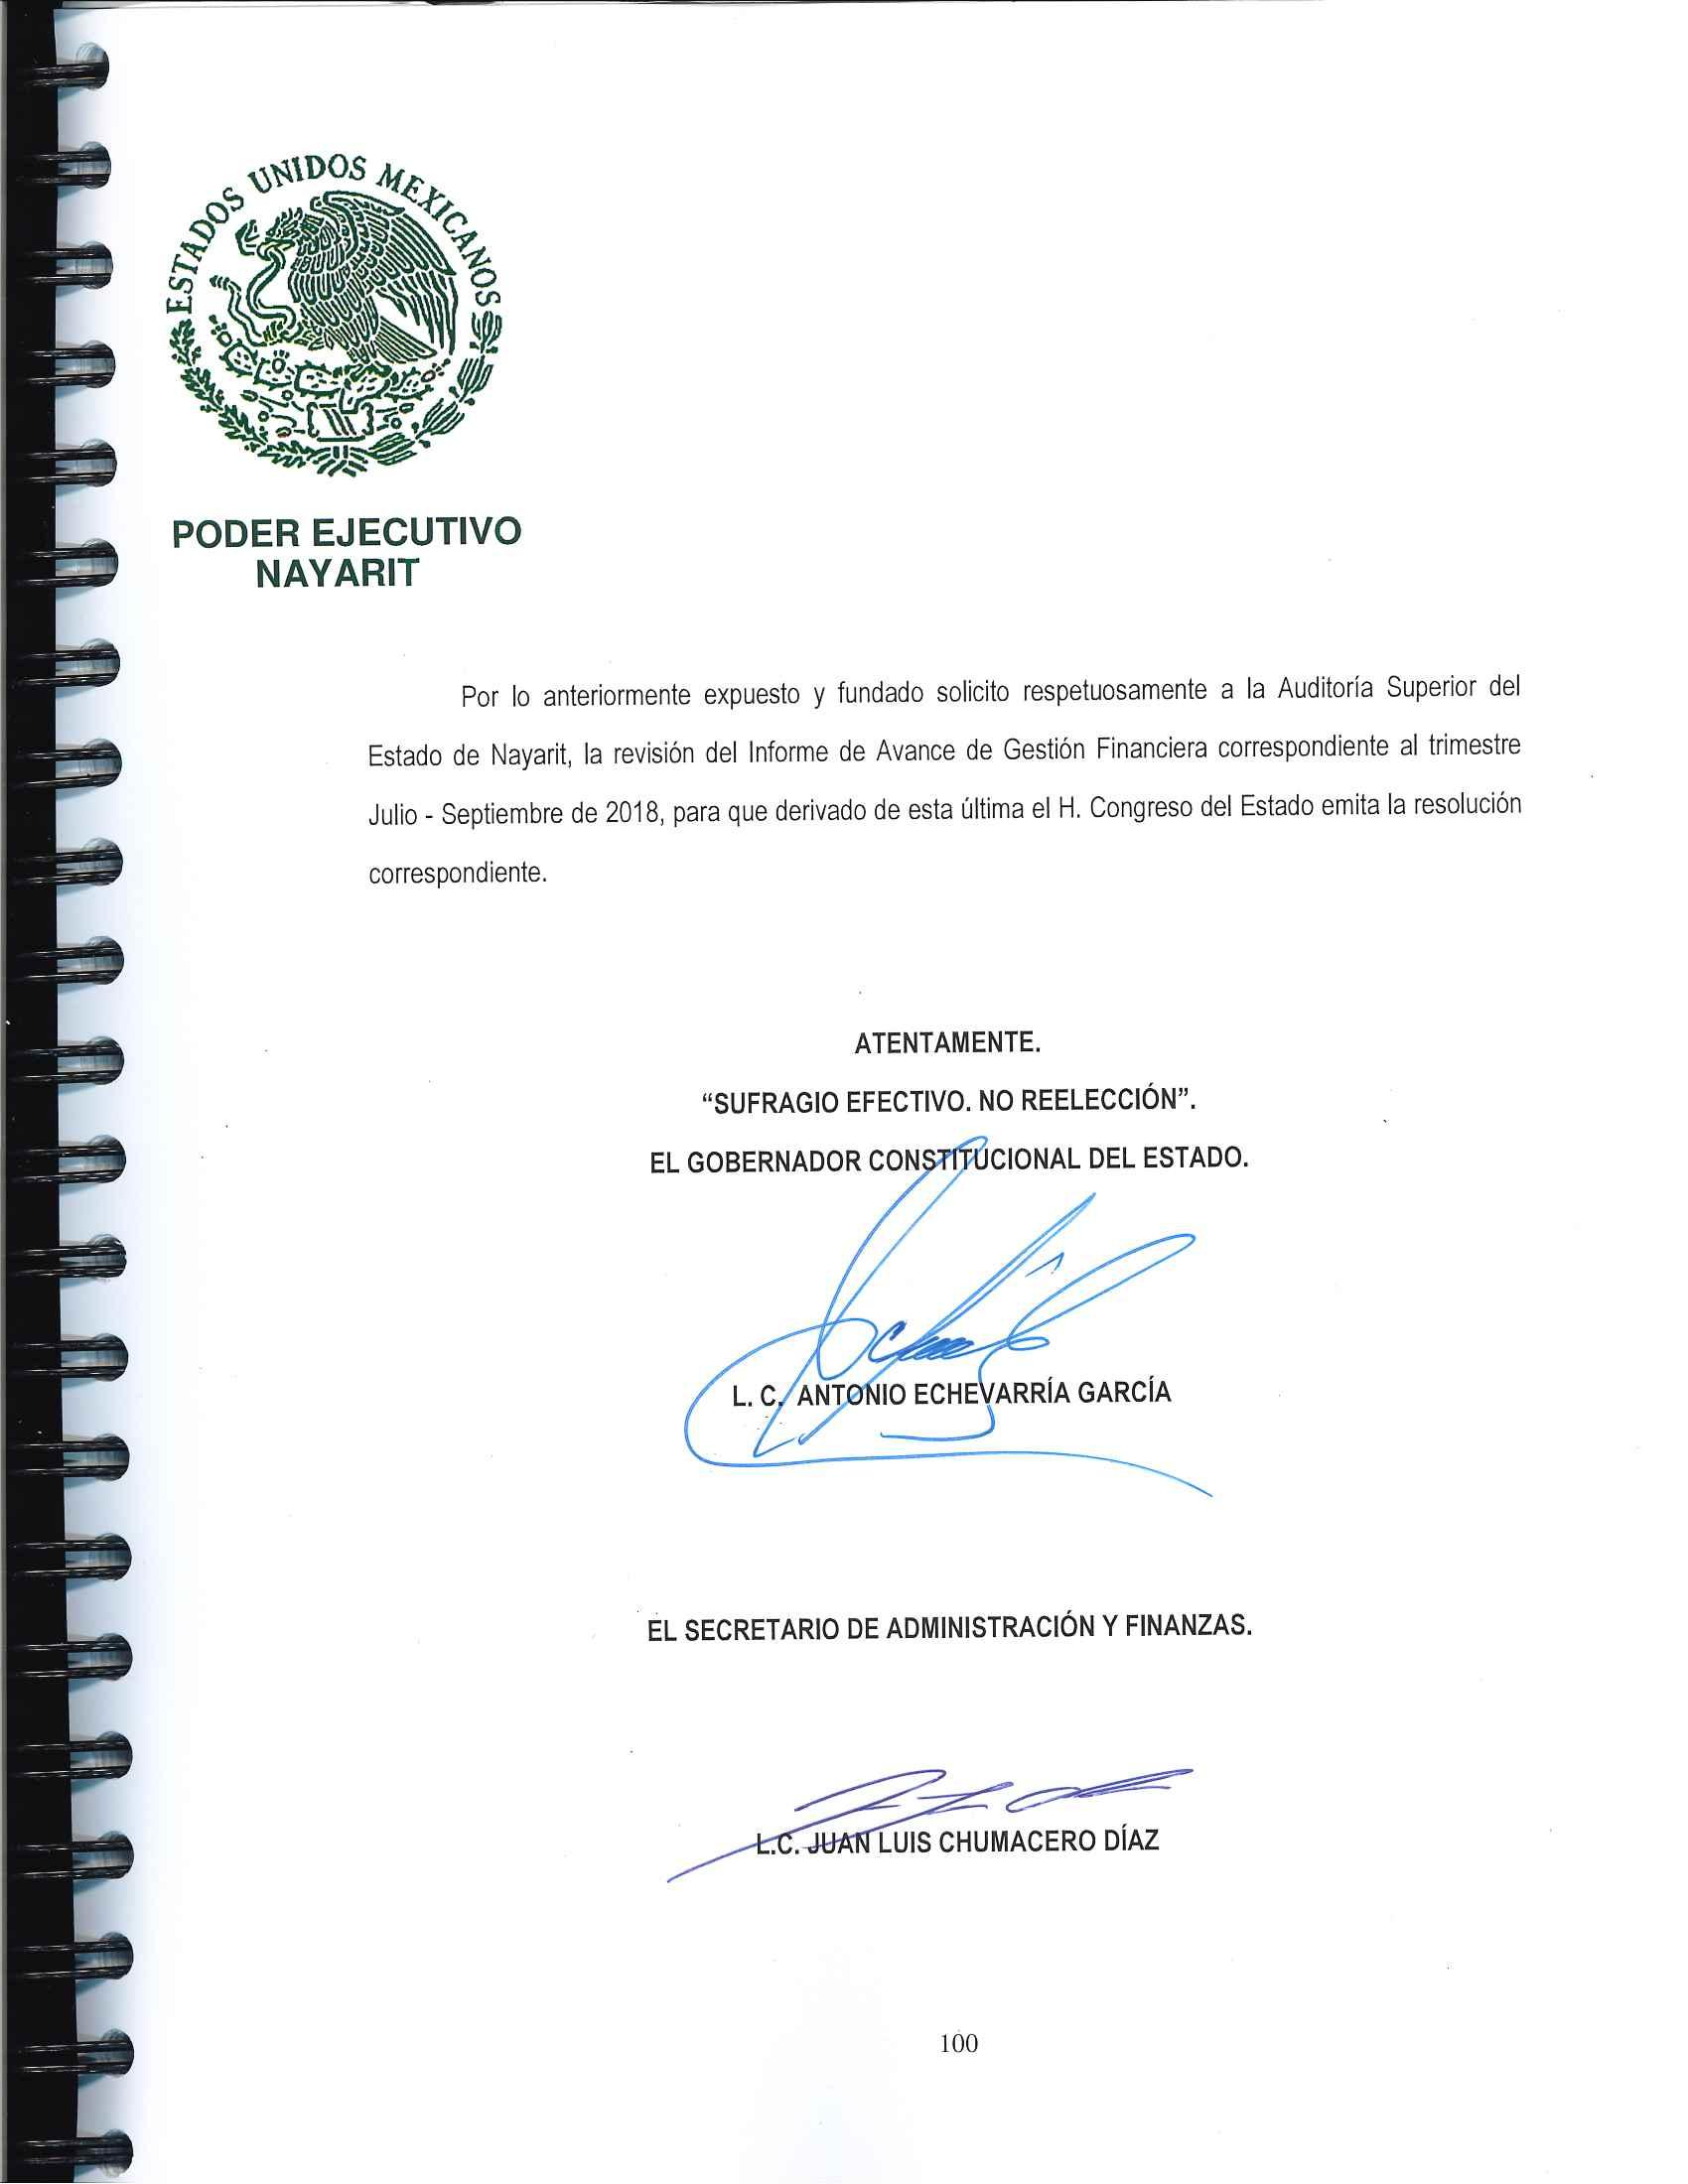 ESTADOS UNIDOS MEXICANOS
PODER EJECUTIVO
NAYARIT
Por lo anteriormente expuesto y fundado solicito respetuosamente a la Auditoría Superior del
Estado de Nayarit, la revisión del Informe de Avance de Gestión Financiera correspondiente al trimestre
Julio - Septiembre de 2018, para que derivado de esta última el H. Congreso del Estado emita la resolución
correspondiente.
ATENTAMENTE.
“SUFRAGIO EFECTIVO. NO REELECCIÓN”.
EL GOBERNADOR CONSTITUCIONAL DEL ESTADO.
L. C. ANTONIO ECHEVARRÍA GARCÍA
EL SECRETARIO DE ADMINISTRACIÓN Y FINANZAS.
L.C. JUAN LUIS CHUMACERO DÍAZ
100